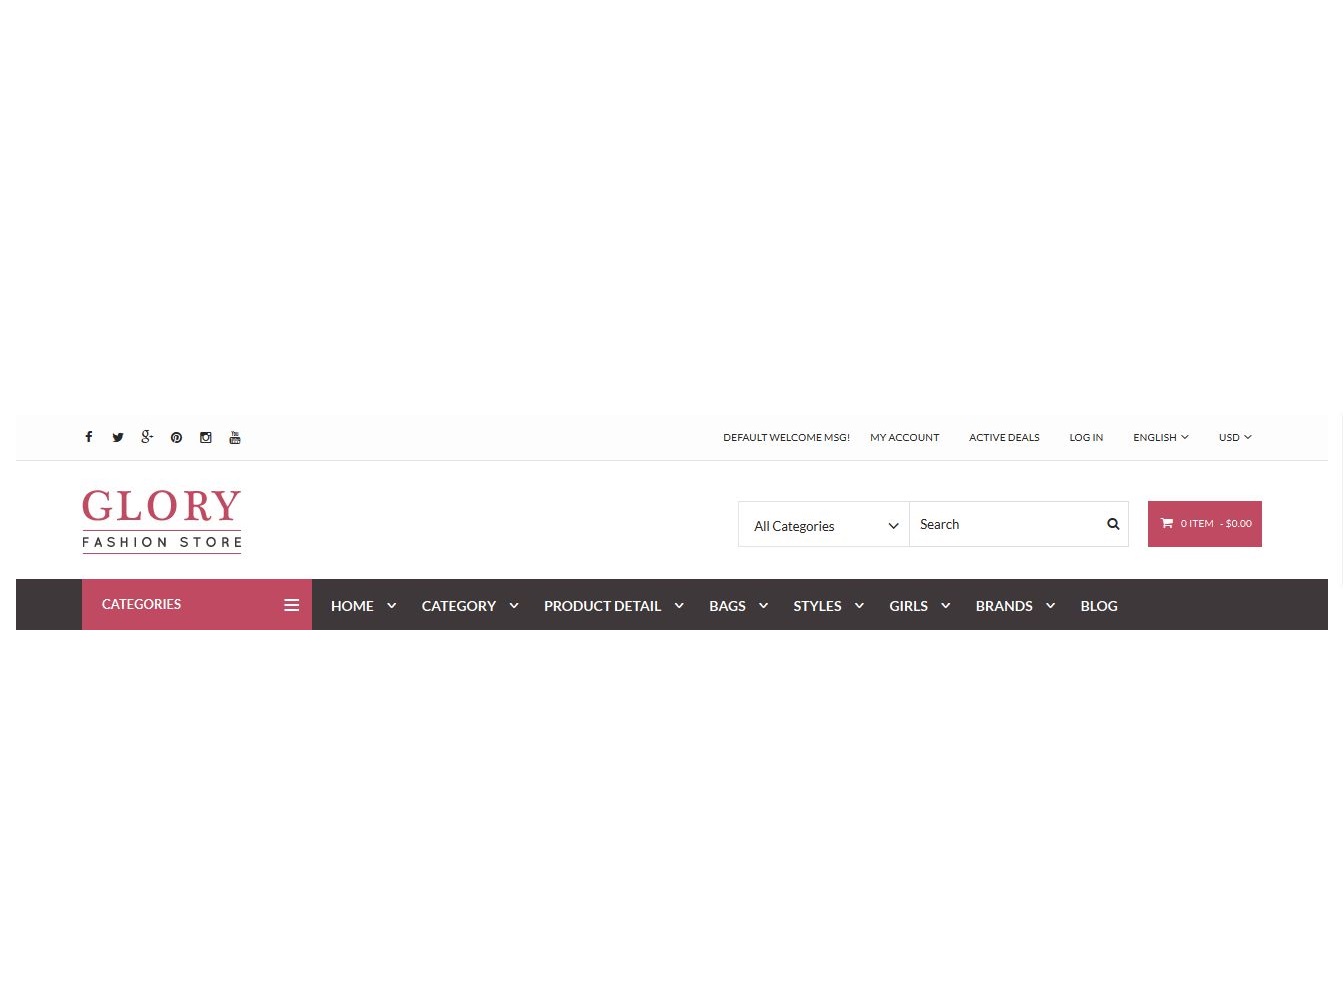 DEFAULT WELCOME MSG! MY ACCOUNT ACTIVE DEALS LOG IN ENGLISH USD
GLORY
FASHION STORE
All Categories Search 0 ITEM - $0.00
CATEGORIES HOME CATEGORY PRODUCT DETAIL BAGS STYLES GIRLS BRANDS BLOG